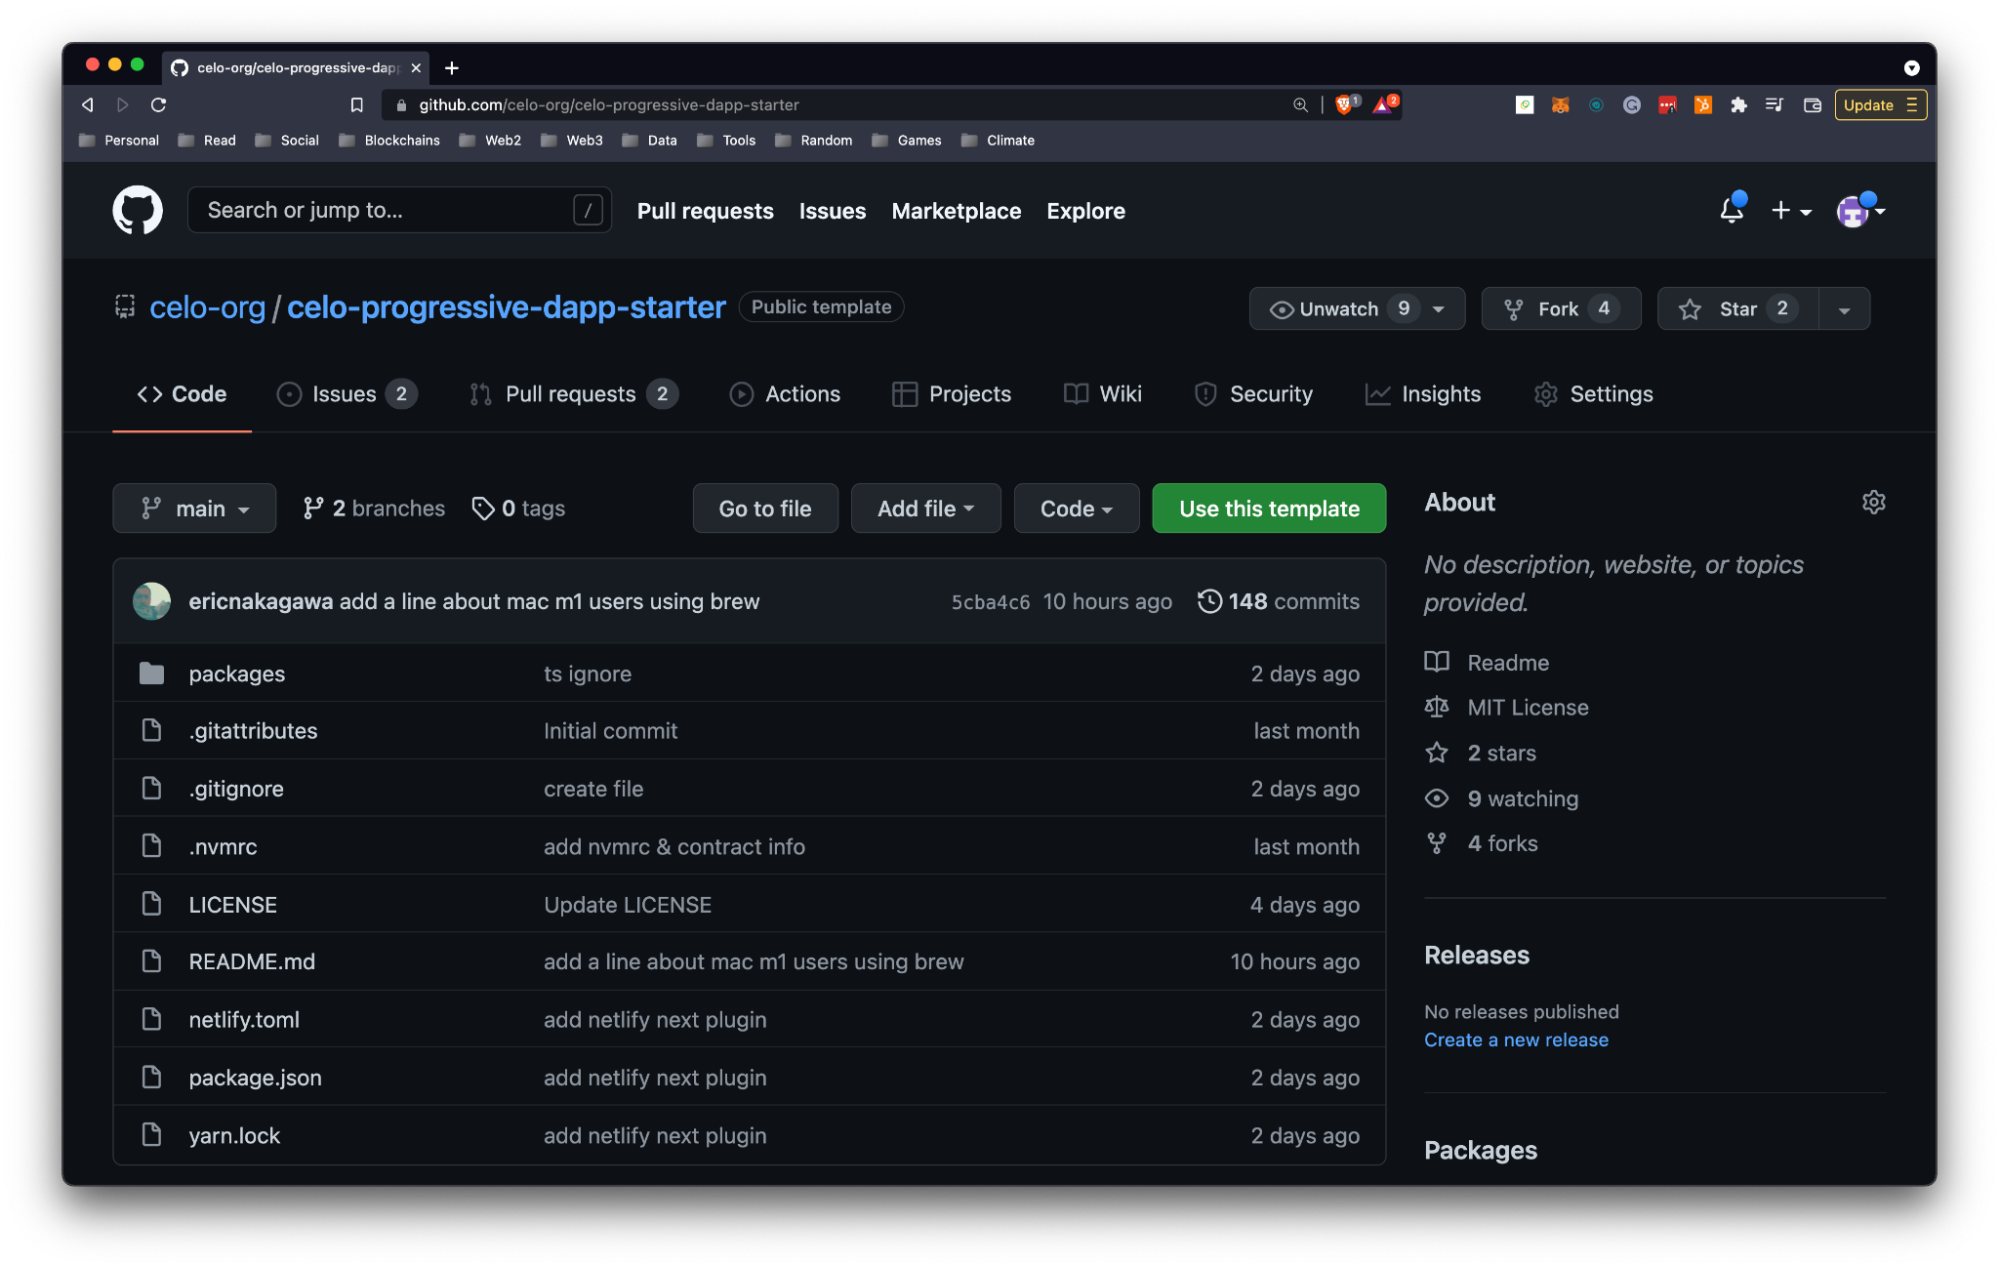 celo-org/celo-progressive-dap
github.com/celo-org/celo-progressive-dapp-starter
1
2
Update
Personal Read Social Blockchains Web2 Web3 Data Tools Random Games Climate
Search or jump to... /
Pull requests Issues Marketplace Explore
celo-org / celo-progressive-dapp-starter Public template
Unwatch 9 Fork 4 Star 2
Code Issues 2 Pull requests 2 Actions Projects Wiki Security Insights Settings
main 2 branches 0 tags Go to file Add file Code Use this template
ericnakagawa add a line about mac m1 users using brew 5cba4c6 10 hours ago 148 commits
packages ts ignore 2 days ago
.gitattributes Initial commit last month
.gitignore create file 2 days ago
.nvmrc add nvmrc & contract info last month
LICENSE Update LICENSE 4 days ago
README.md add a line about mac m1 users using brew 10 hours ago
netlify.toml add netlify next plugin 2 days ago
package.json add netlify next plugin 2 days ago
yarn.lock add netlify next plugin 2 days ago
About
No description, website, or topics
provided.
Readme
MIT License
2 stars
9 watching
4 forks
Releases
No releases published
Create a new release
Packages